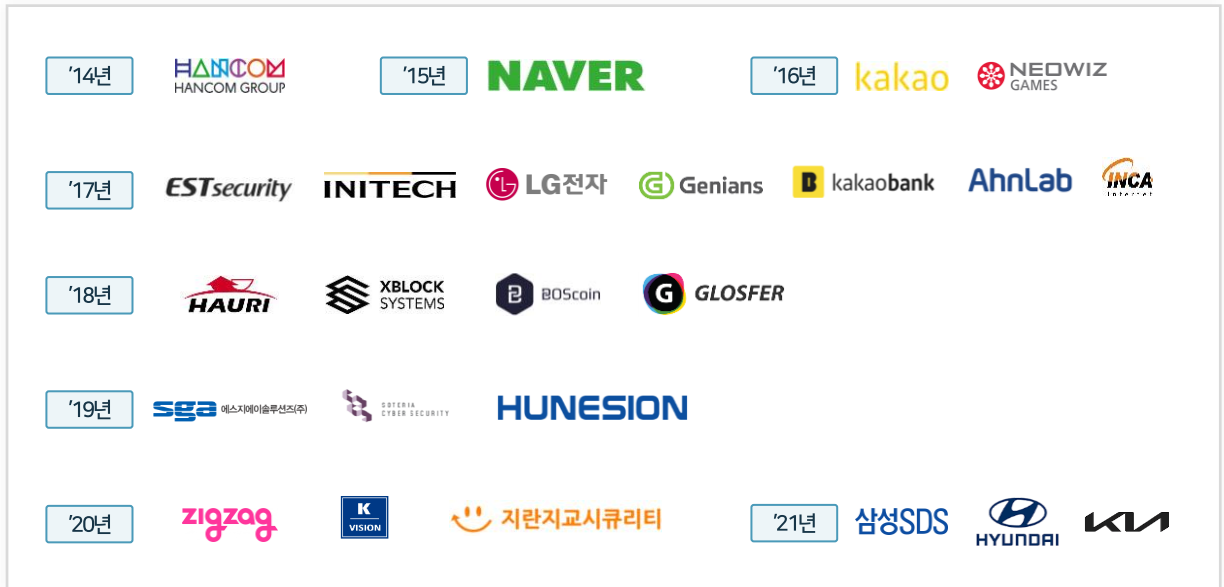 '14년
HANCOM
HANCOM GROUP
'15년
NAVER
'16년
kakao
NEOWIZ
GAMES
'17년
ESTsecurity
INITECH
LG전자
Genians
B kakaobank
AhnLab
INCA
Internet
'18년
HAURI
XBLOCK
SYSTEMS
B BOScoin
G GLOSFER
'19년
sga 에스지에이솔루션즈(주)
SOTERIA
CYBER SECURITY
HUNESION
'20년
zigzag
K
VISION
지란지교시큐리티
'21년
삼성SDS
HYUNDAI
KIA